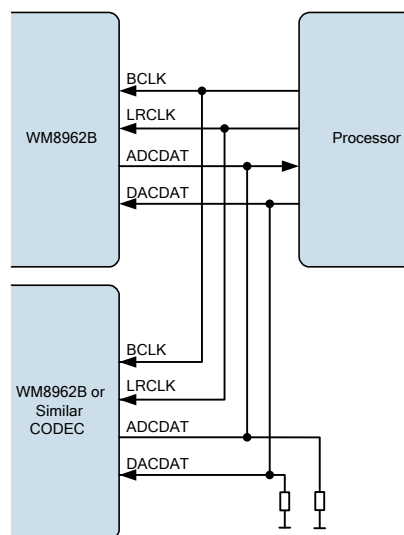 BCLK
LRCLK
WM8962B
Processor
ADCDAT
DACDAT
BCLK
LRCLK
WM8962B or
Similar
CODEC
ADCDAT
DACDAT